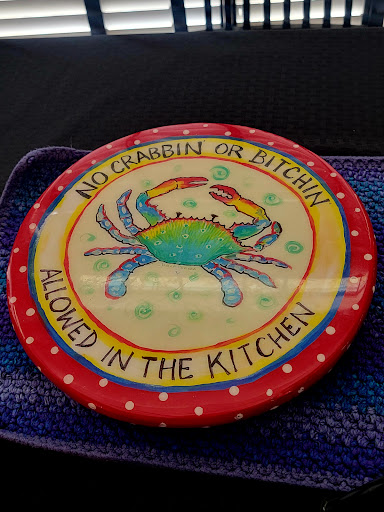 NO CRABBIN' OR BITCHIN
ALLOWED IN THE KITCHEN